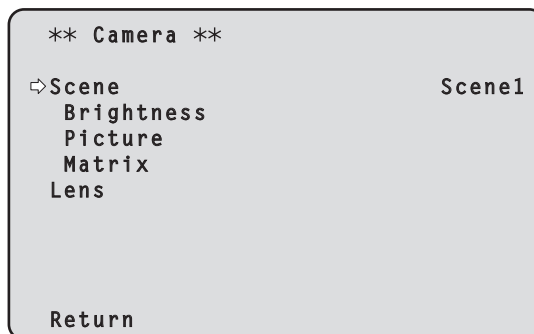 ** Camera **
⇨Scene Scene1
Brightness
Picture
Matrix
Lens
Return